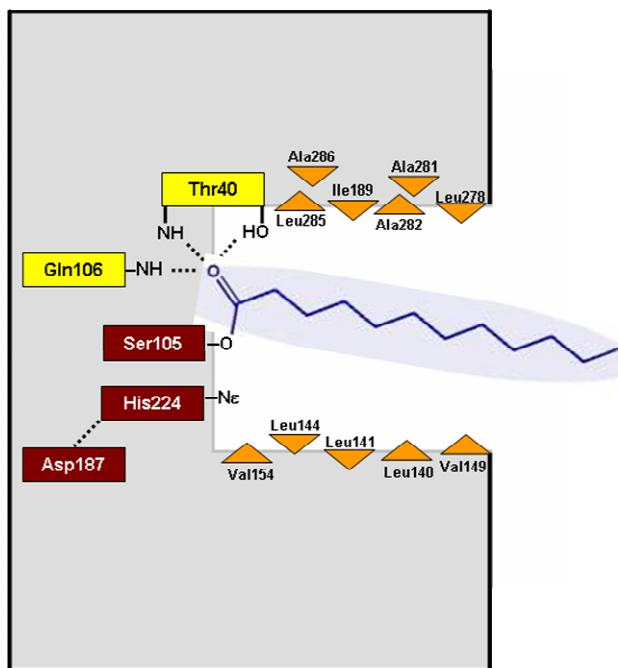 Ala286
Ala281
Thr40
Ile189
Leu278
Leu285
Ala282
NH
HO
Gln106
NH
O
Ser105
O
His224
Nε
Leu144
Leu141
Asp187
Val154
Leu140
Val149